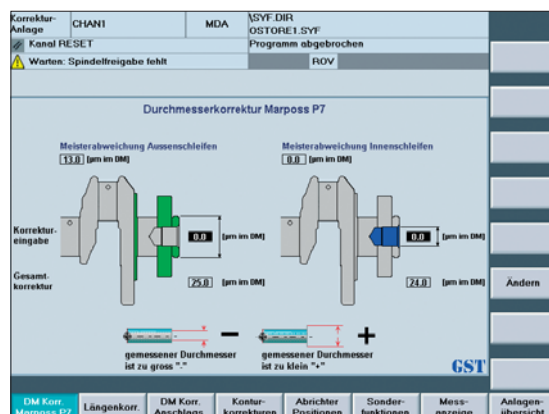 Korrektur-
Anlage
CHAN1
MDA
\SYF.DIR
OSTORE1.SYF
Kanal RESET
Programm abgebrochen
Warten: Spindelfreigabe fehlt
ROV
Durchmesserkorrektur Marposs P7
Meisterabweichung Aussenschleifen
Meisterabweichung Innenschleifen
13.0 [µm im DM]
0.0 [µm im DM]
Korrektur-
eingabe
0.0 [µm im DM]
0.0 [µm im DM]
Gesamt-
korrektur
25.0 [µm im DM]
24.0 [µm im DM]
Ändern
gemessener Durchmesser
ist zu gross "-"
gemessener Durchmesser
ist zu klein "+"
GST
DM Korr.
Marposs P7
Längenkorr.
DM Korr.
Anschlags
Kontur-
korrekturen
Abrichter
Positionen
Sonder-
funktionen
Mess-
anzeige
Anlagen-
übersicht